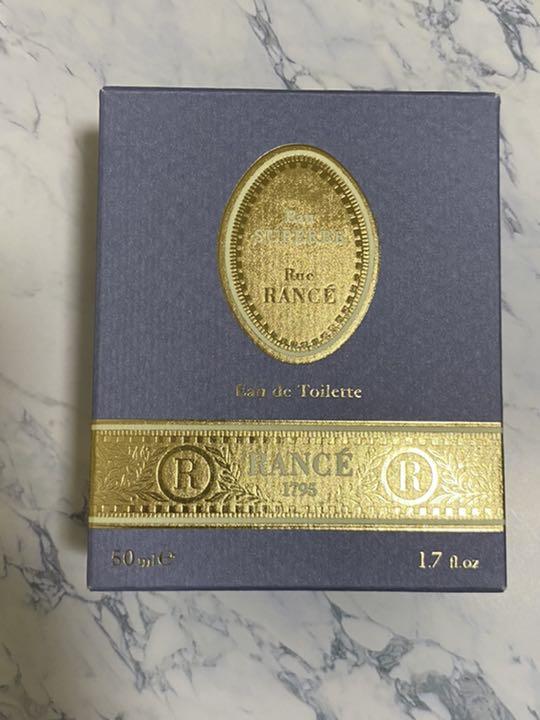 Eau
SUPERBE
Rue
RANCÉ
Eau de Toilette
R RANCÉ R
1795
50 ml ℮ 1.7 fl.oz